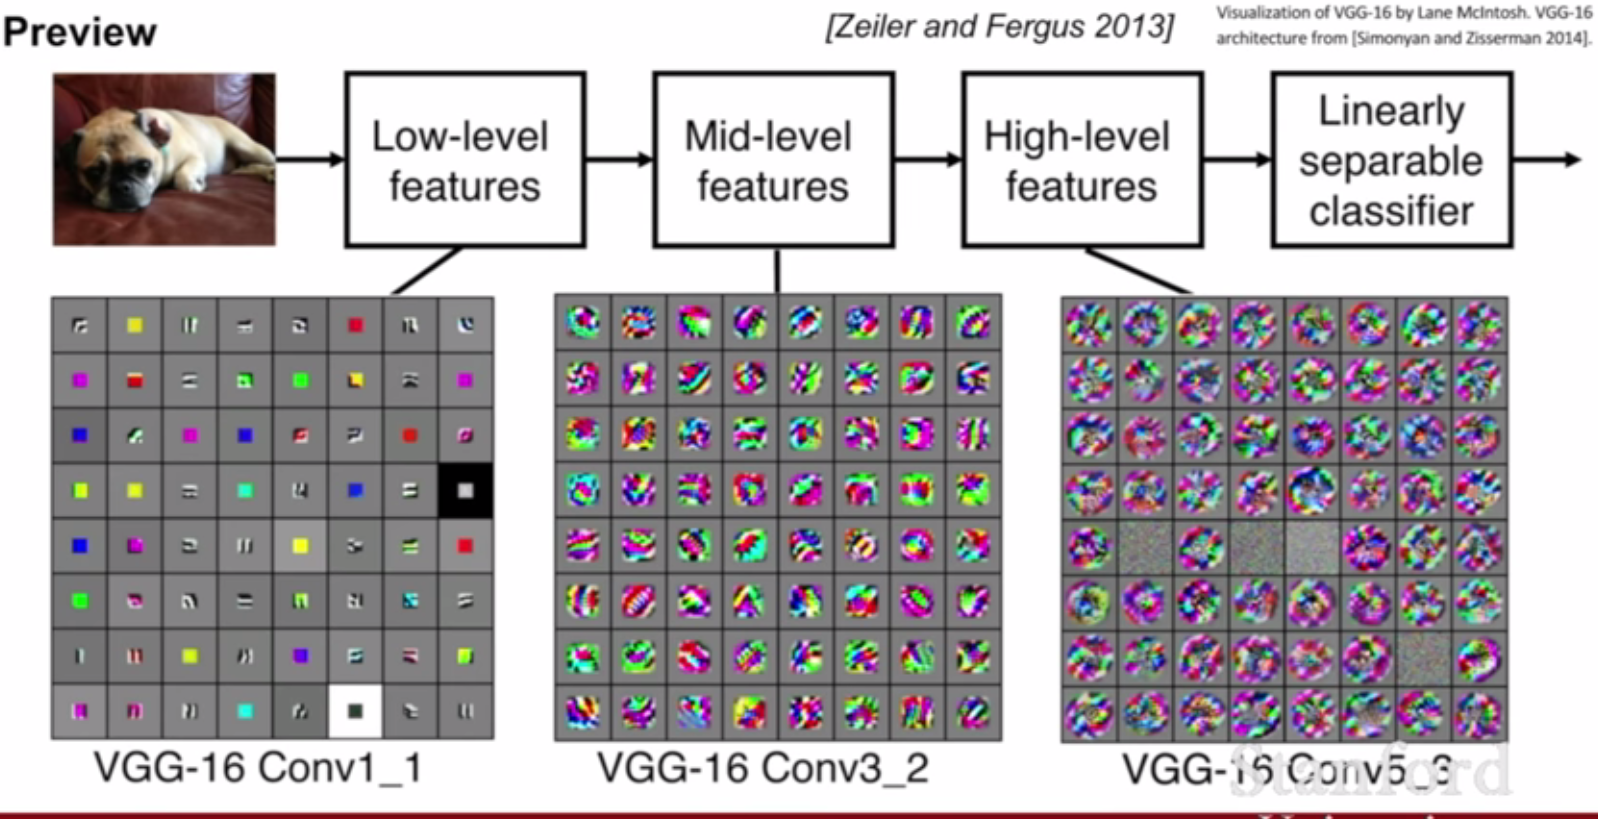 Preview
[Zeiler and Fergus 2013]
Visualization of VGG-16 by Lane McIntosh. VGG-16
architecture from [Simonyan and Zisserman 2014].
Low-level
features
Mid-level
features
High-level
features
Linearly
separable
classifier
VGG-16 Conv1_1
VGG-16 Conv3_2
VGG-16 Conv5_3
Stanford